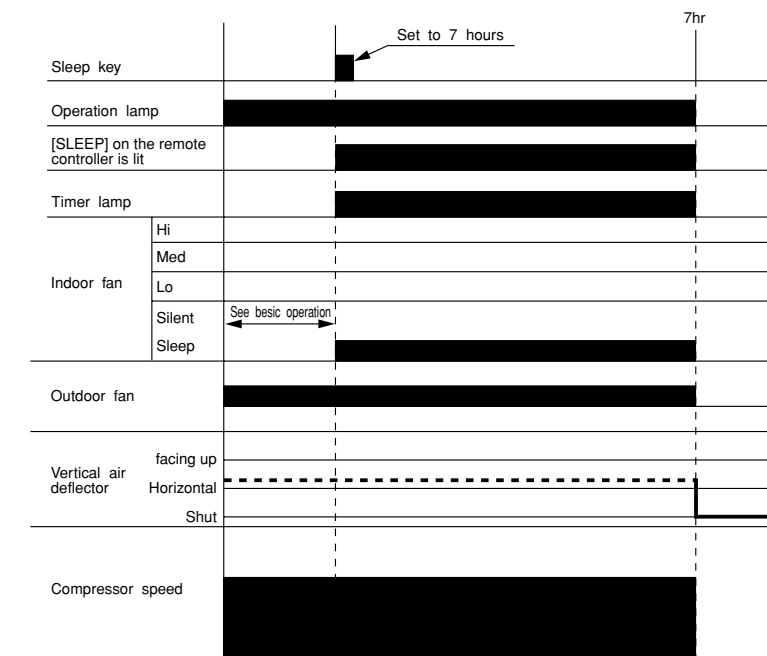 7hr
Set to 7 hours
Sleep key
Operation lamp
[SLEEP] on the remote
controller is lit
Timer lamp
Indoor fan
Hi
Med
Lo
Silent
See besic operation
Sleep
Outdoor fan
Vertical air
deflector
facing up
Horizontal
Shut
Compressor speed